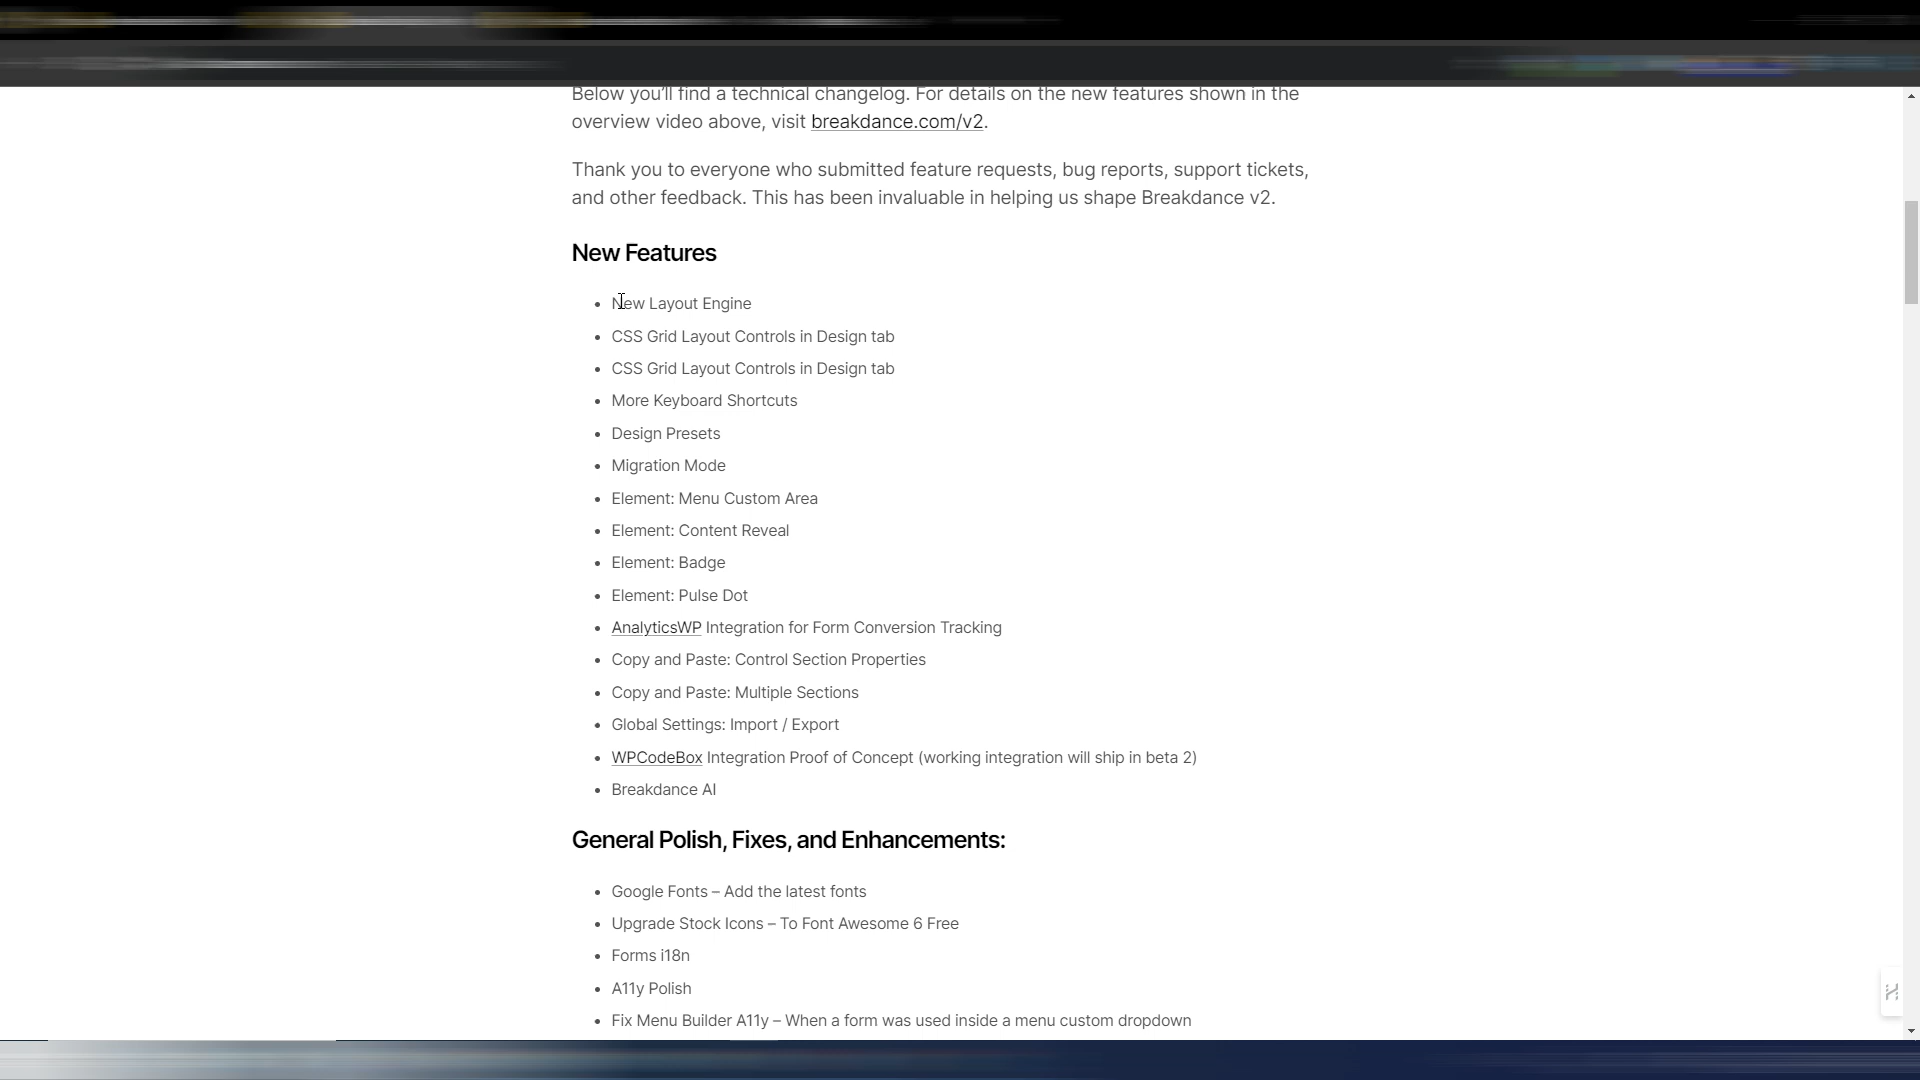 Below you'll find a technical changelog. For details on the new features shown in the
overview video above, visit breakdance.com/v2.
Thank you to everyone who submitted feature requests, bug reports, support tickets,
and other feedback. This has been invaluable in helping us shape Breakdance v2.
New Features
New Layout Engine
CSS Grid Layout Controls in Design tab
CSS Grid Layout Controls in Design tab
More Keyboard Shortcuts
Design Presets
Migration Mode
Element: Menu Custom Area
Element: Content Reveal
Element: Badge
Element: Pulse Dot
AnalyticsWP Integration for Form Conversion Tracking
Copy and Paste: Control Section Properties
Copy and Paste: Multiple Sections
Global Settings: Import / Export
WPCodeBox Integration Proof of Concept (working integration will ship in beta 2)
Breakdance AI
General Polish, Fixes, and Enhancements:
Google Fonts – Add the latest fonts
Upgrade Stock Icons – To Font Awesome 6 Free
Forms i18n
A11y Polish
Fix Menu Builder A11y – When a form was used inside a menu custom dropdown